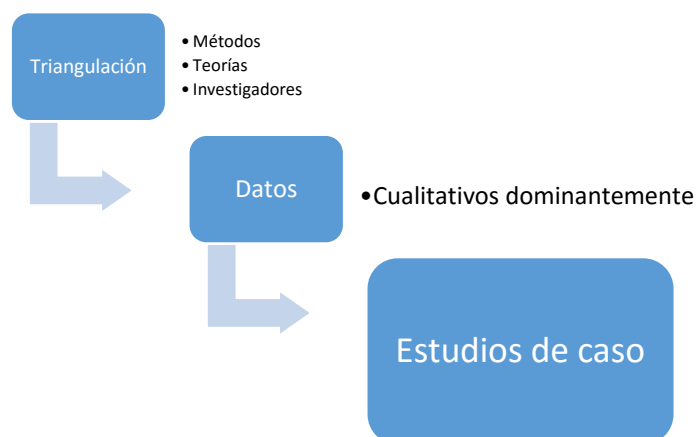 Triangulación
•Métodos
•Teorías
•Investigadores
Datos
•Cualitativos dominantemente
Estudios de caso